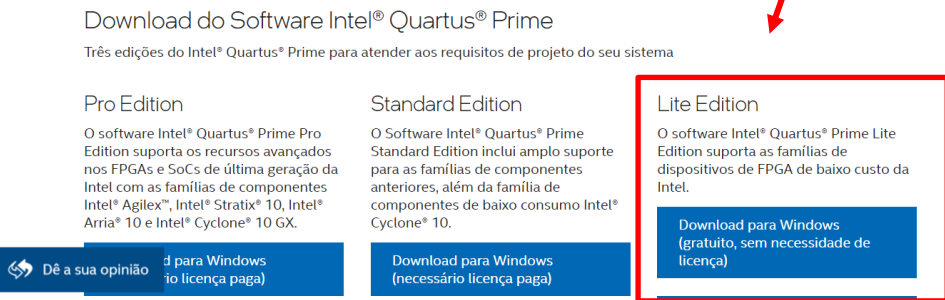 Download do Software Intel® Quartus® Prime
Três edições do Intel® Quartus® Prime para atender aos requisitos de projeto do seu sistema
Pro Edition
O software Intel® Quartus® Prime Pro
Edition suporta os recursos avançados
nos FPGAs e SoCs de última geração da
Intel com as famílias de componentes
Intel® Agilex™, Intel® Stratix® 10, Intel®
Arria® 10 e Intel® Cyclone® 10 GX.
d para Windows
io licença paga)
Dê a sua opinião
Standard Edition
O Software Intel® Quartus® Prime
Standard Edition inclui amplo suporte
para as famílias de componentes
anteriores, além da família de
componentes de baixo consumo Intel®
Cyclone® 10.
Download para Windows
(necessário licença paga)
Lite Edition
O software Intel® Quartus® Prime Lite
Edition suporta as famílias de
dispositivos de FPGA de baixo custo da
Intel.
Download para Windows
(gratuito, sem necessidade de
licença)